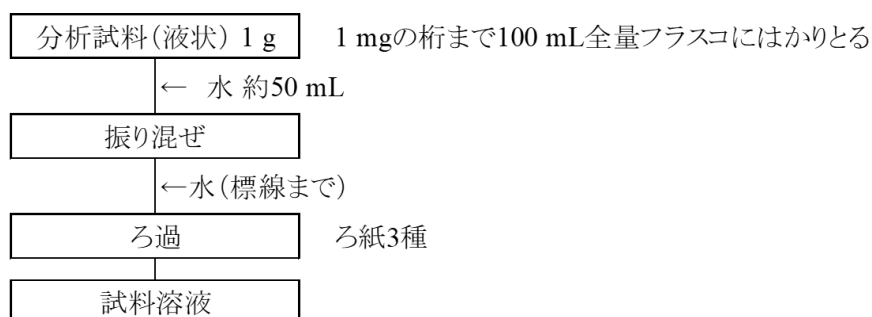 分析試料(液状) 1 g 1 mgの桁まで100 mL全量フラスコにはかりとる
← 水 約50 mL
振り混ぜ
←水(標線まで)
ろ過 ろ紙3種
試料溶液